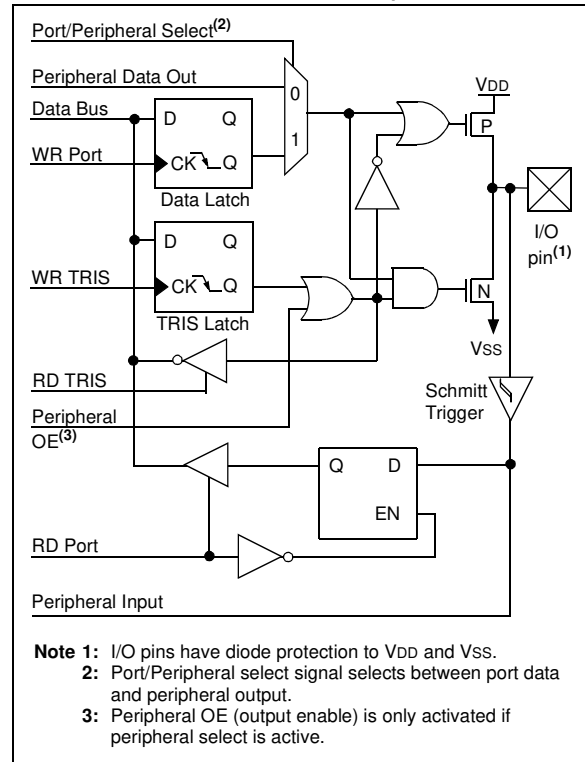 Port/Peripheral Select(2)
Peripheral Data Out
Data Bus
WR Port
D Q
CK Q
Data Latch
0
1
VDD
P
I/O
pin(1)
WR TRIS
D Q
CK Q
TRIS Latch
N
VSS
RD TRIS
Schmitt
Trigger
Peripheral
OE(3)
Q D
EN
RD Port
Peripheral Input
Note 1: I/O pins have diode protection to VDD and VSS.
2: Port/Peripheral select signal selects between port data
and peripheral output.
3: Peripheral OE (output enable) is only activated if
peripheral select is active.